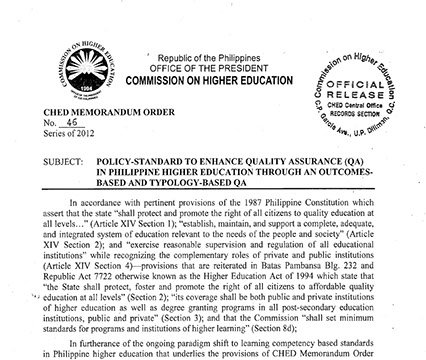 COMMISSION ON HIGHER EDUCATION
OFFICE OF THE PRESIDENT
1994
Republic of the Philippines
OFFICE OF THE PRESIDENT
COMMISSION ON HIGHER EDUCATION
Commission on Higher Education
OFFICIAL
RELEASE
CHED Central Office
RECORDS SECTION
C.P. Garcia Ave., U.P. Diliman, Q.C.
CHED MEMORANDUM ORDER
No. 46
Series of 2012
SUBJECT: POLICY-STANDARD TO ENHANCE QUALITY ASSURANCE (QA)
IN PHILIPPINE HIGHER EDUCATION THROUGH AN OUTCOMES-
BASED AND TYPOLOGY-BASED QA
In accordance with pertinent provisions of the 1987 Philippine Constitution which
assert that the state "shall protect and promote the right of all citizens to quality education at
all levels…" (Article XIV Section 1); "establish, maintain, and support a complete, adequate,
and integrated system of education relevant to the needs of the people and society" (Article
XIV Section 2); and "exercise reasonable supervision and regulation of all educational
institutions" while recognizing the complementary roles of private and public institutions
(Article XIV Section 4)—provisions that are reiterated in Batas Pambansa Blg. 232 and
Republic Act 7722 otherwise known as the Higher Education Act of 1994 which state that
"the State shall protect, foster and promote the right of all citizens to affordable quality
education at all levels" (Section 2); "its coverage shall be both public and private institutions
of higher education as well as degree granting programs in all post-secondary educational
institutions, public and private" (Section 3); and that the Commission "shall set minimum
standards for programs and institutions of higher learning" (Section 8d);
In furtherance of the ongoing paradigm shift to learning competency based standards
in Philippine higher education that underlies the provisions of CHED Memorandum Order